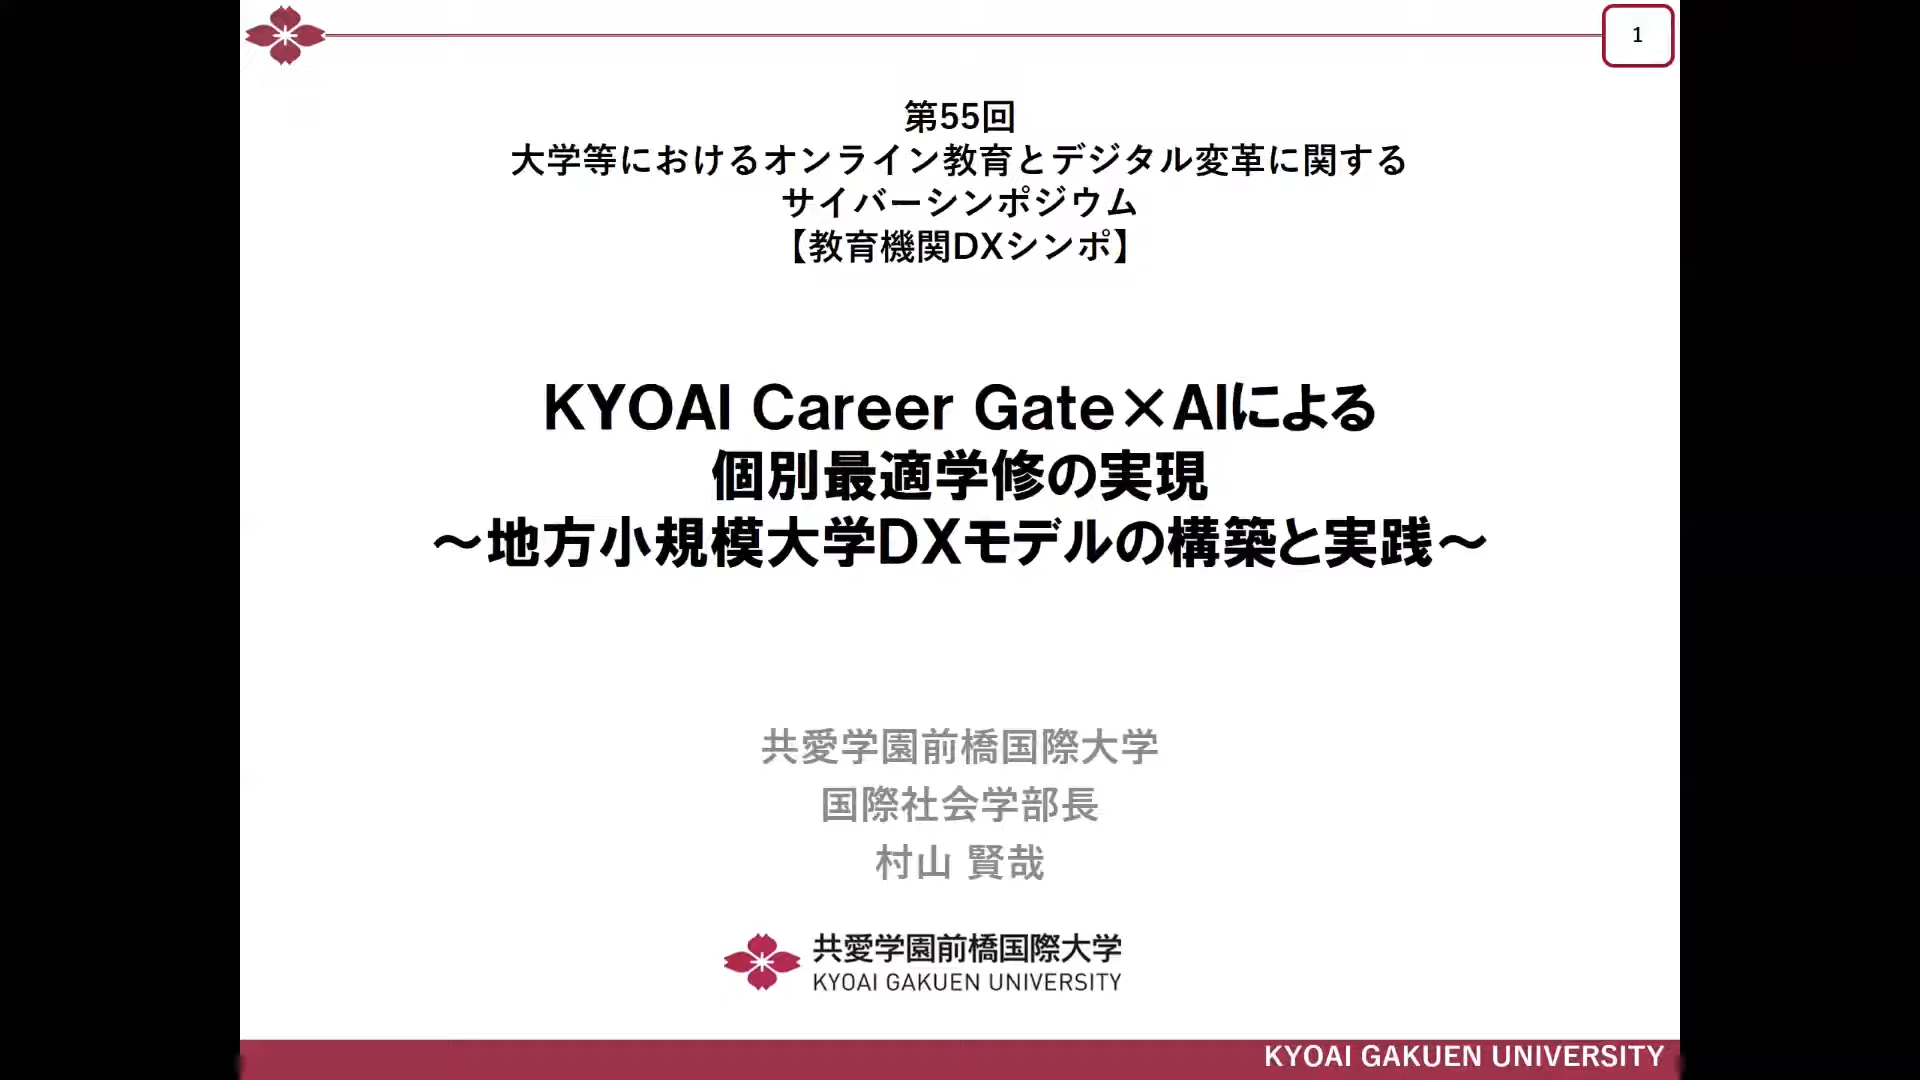 1
第55回
大学等におけるオンライン教育とデジタル変革に関する
サイバーシンポジウム
【教育機関DXシンポ】
KYOAI Career Gate×AIによる
個別最適学修の実現
～地方小規模大学DXモデルの構築と実践～
共愛学園前橋国際大学
国際社会学部長
村山 賢哉
共愛学園前橋国際大学
KYOAI GAKUEN UNIVERSITY
KYOAI GAKUEN UNIVERSITY